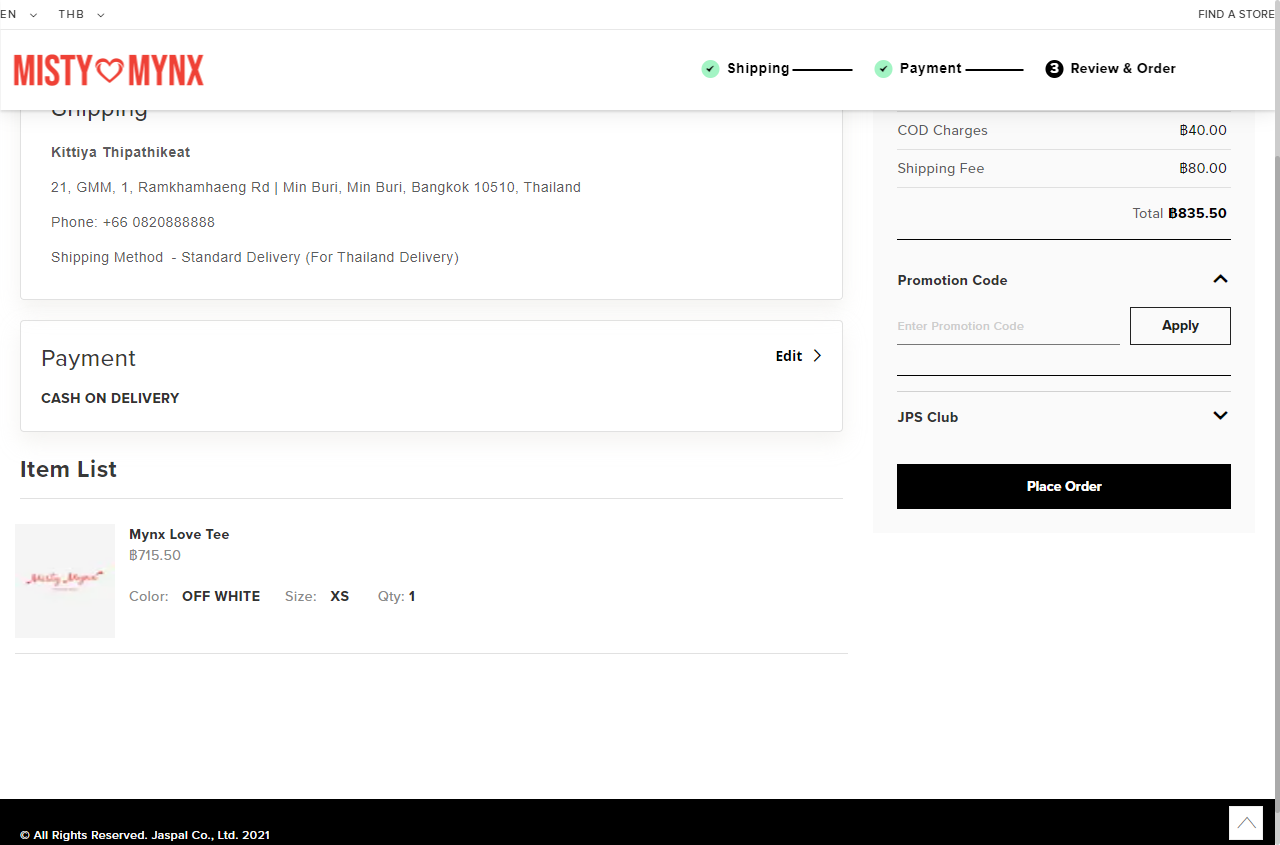 EN THB FIND A STORE
MISTY MYNX
Shipping Payment 3 Review & Order
Shipping
Kittiya Thipathikeat
21, GMM, 1, Ramkhamhaeng Rd | Min Buri, Min Buri, Bangkok 10510, Thailand
Phone: +66 0820888888
Shipping Method - Standard Delivery (For Thailand Delivery)
Payment Edit
CASH ON DELIVERY
Item List
Misty Mynx
Mynx Love Tee
฿715.50
Color: OFF WHITE Size: XS Qty: 1
COD Charges ฿40.00
Shipping Fee ฿80.00
Total ฿835.50
Promotion Code
Enter Promotion Code Apply
JPS Club
Place Order
© All Rights Reserved. Jaspal Co., Ltd. 2021